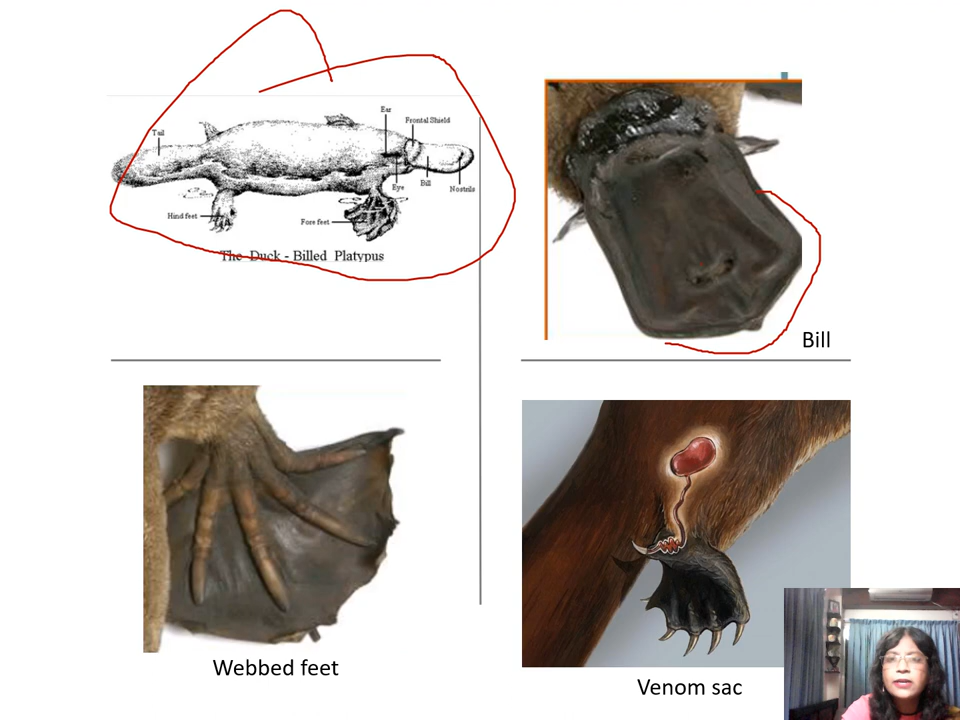 Ear
Frontal Shield
Tail
Eye
Bill
Nostrils
Hind feet
Fore feet
The Duck - Billed Platypus
Bill
Webbed feet
Venom sac